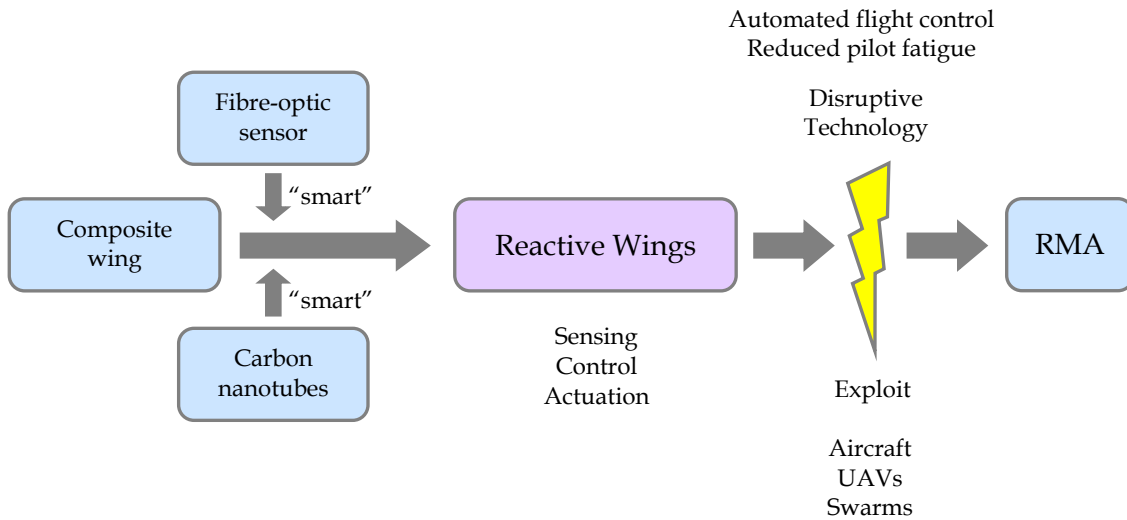 Automated flight control
Reduced pilot fatigue
Disruptive
Technology
Fibre-optic
sensor
“smart”
Composite
wing
Reactive Wings
RMA
“smart”
Carbon
nanotubes
Sensing
Control
Actuation
Exploit
Aircraft
UAVs
Swarms